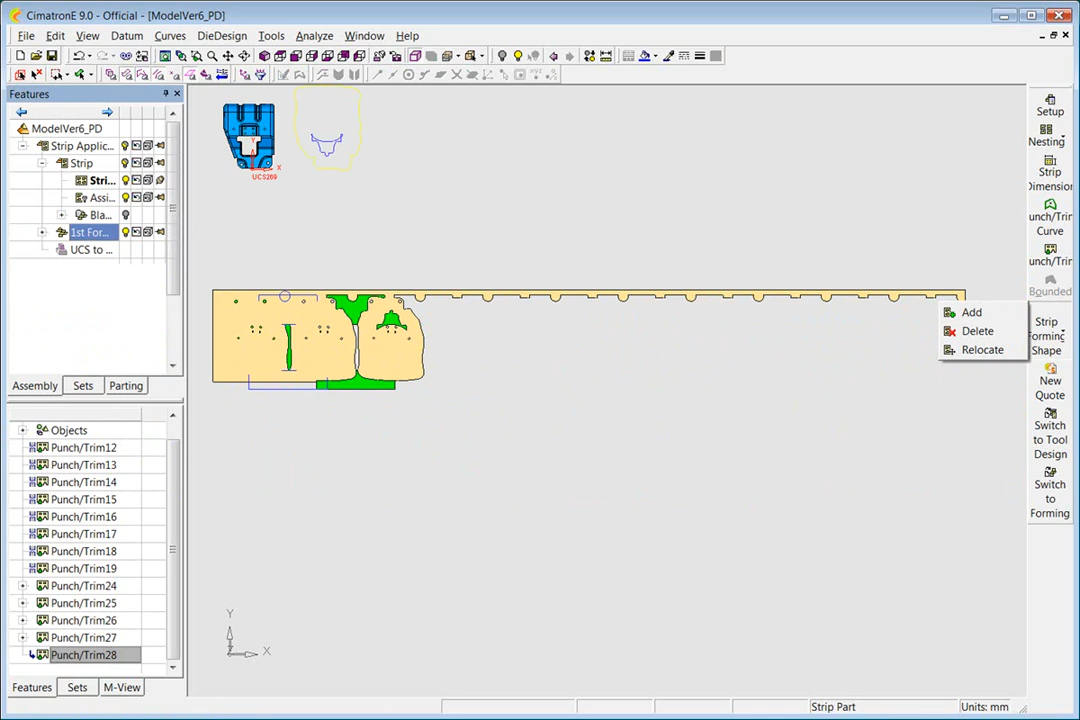 CimatronE 9.0 - Official - [ModelVer6_PD]
File Edit View Datum Curves DieDesign Tools Analyze Window Help
Features
ModelVer6_PD
Strip Applic...
Strip
Stri...
Assi...
Bla...
1st For...
UCS to ...
Assembly Sets Parting
Objects
Punch/Trim12
Punch/Trim13
Punch/Trim14
Punch/Trim15
Punch/Trim16
Punch/Trim17
Punch/Trim18
Punch/Trim19
Punch/Trim24
Punch/Trim25
Punch/Trim26
Punch/Trim27
Punch/Trim28
Features Sets M-View
Y
X
UCS269
Y
X
Add
Delete
Relocate
Setup
Nesting
Strip
Dimension
unch/Trim
Curve
unch/Trim
Bounded
Strip
Forming
Shape
New
Quote
Switch
to Tool
Design
Switch
to
Forming
Strip Part
Units: mm